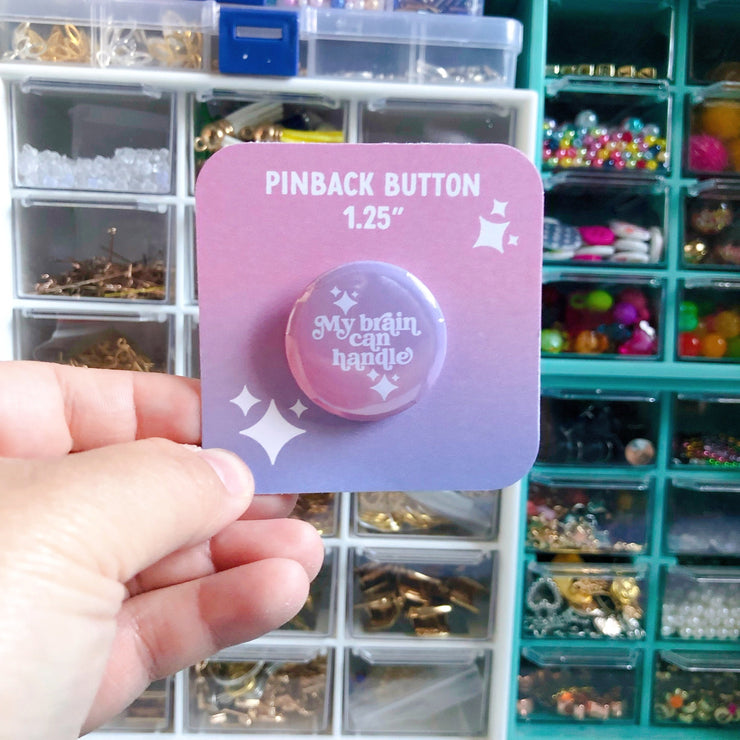 PINBACK BUTTON
1.25”
My brain
can
handle